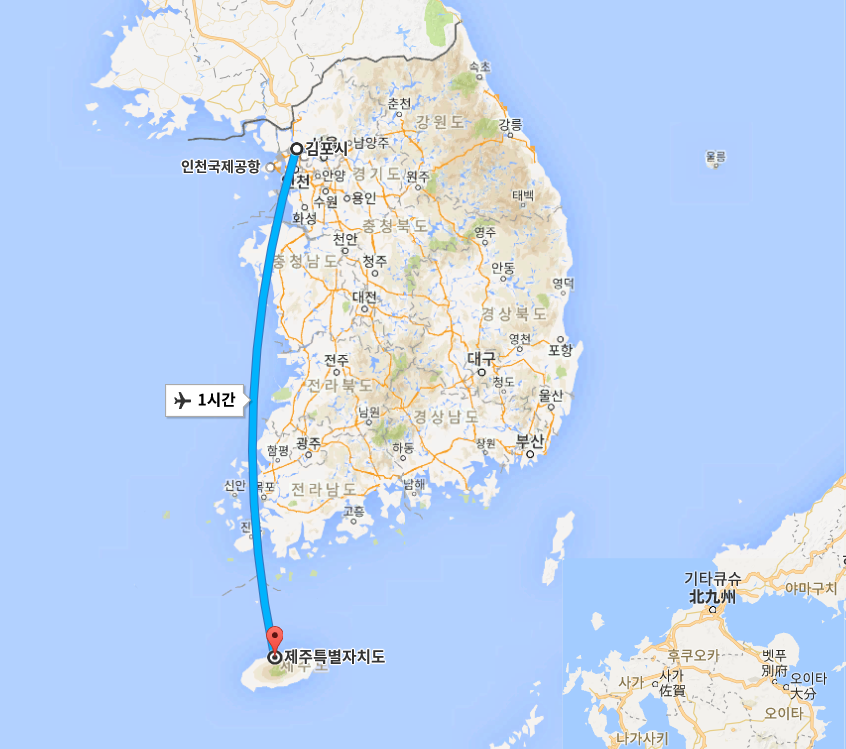 속초
춘천
강원도
강릉
남양주
김포시
울릉
인천국제공항
안양
경기도
원주
수원
용인
태백
화성
충청북도
영주
천안
충청남도
청주
안동
영덕
대전
경상북도
영천
포항
전주
대구
전라북도
청도
1시간
울산
남원
경상남도
광주
창원
부산
함평
하동
신안
목포
전라남도
남해
고흥
제주특별자치도
제주도
기타큐슈
北九州
야마구치
후쿠오카
벳푸
別府
사가
사가
佐賀
오이타
大分
오이타
나가사키